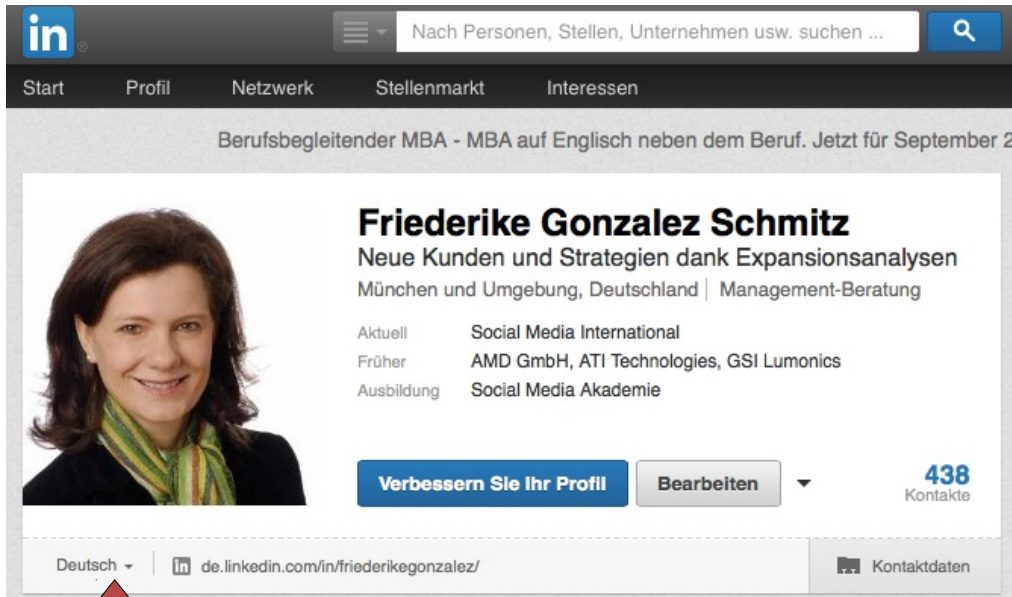 in®
Nach Personen, Stellen, Unternehmen usw. suchen ...
Start Profil Netzwerk Stellenmarkt Interessen
Berufsbegleitender MBA - MBA auf Englisch neben dem Beruf. Jetzt für September 2
Friederike Gonzalez Schmitz
Neue Kunden und Strategien dank Expansionsanalysen
München und Umgebung, Deutschland | Management-Beratung
Aktuell Social Media International
Früher AMD GmbH, ATI Technologies, GSI Lumonics
Ausbildung Social Media Akademie
Verbessern Sie Ihr Profil Bearbeiten 438
Kontakte
Deutsch in de.linkedin.com/in/friederikegonzalez/ Kontaktdaten